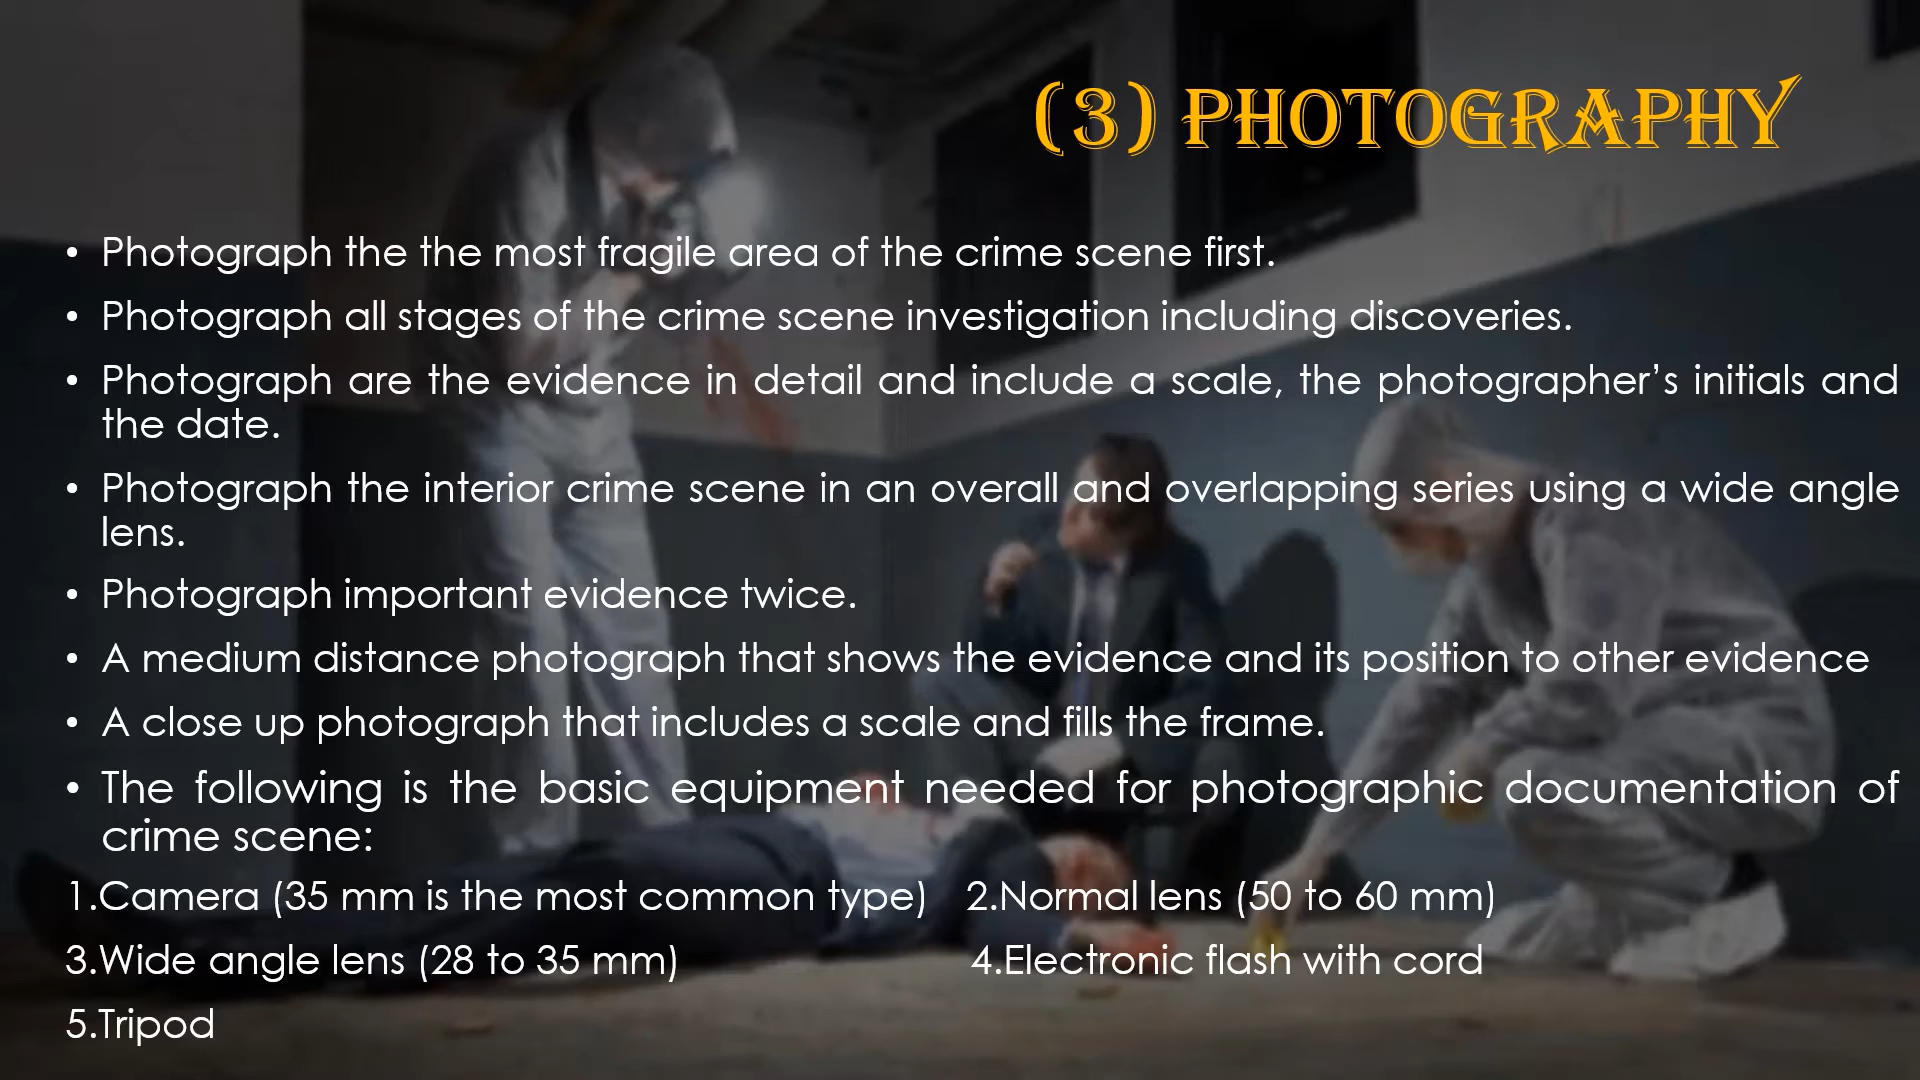 (3) PHOTOGRAPHY
• Photograph the the most fragile area of the crime scene first.
• Photograph all stages of the crime scene investigation including discoveries.
• Photograph are the evidence in detail and include a scale, the photographer’s initials and
the date.
• Photograph the interior crime scene in an overall and overlapping series using a wide angle
lens.
• Photograph important evidence twice.
• A medium distance photograph that shows the evidence and its position to other evidence
• A close up photograph that includes a scale and fills the frame.
• The following is the basic equipment needed for photographic documentation of
crime scene:
1.Camera (35 mm is the most common type) 2.Normal lens (50 to 60 mm)
3.Wide angle lens (28 to 35 mm) 4.Electronic flash with cord
5.Tripod